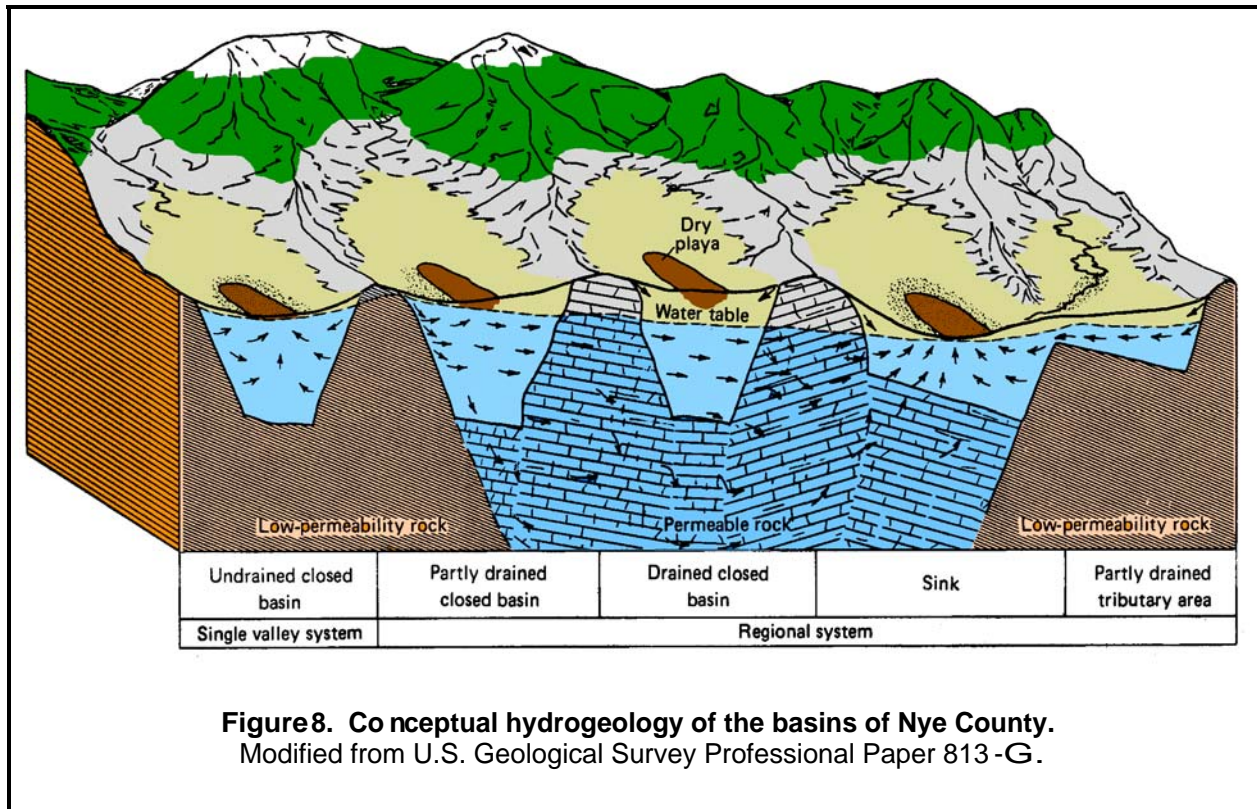 Dry
playa
Water table
Low-permeability rock
Permeable rock
Low-permeability rock
Undrained closed
basin
Partly drained
closed basin
Drained closed
basin
Sink
Partly drained
tributary area
Single valley system
Regional system
Figure 8. Co nceptual hydrogeology of the basins of Nye County.
Modified from U.S. Geological Survey Professional Paper 813 -G.